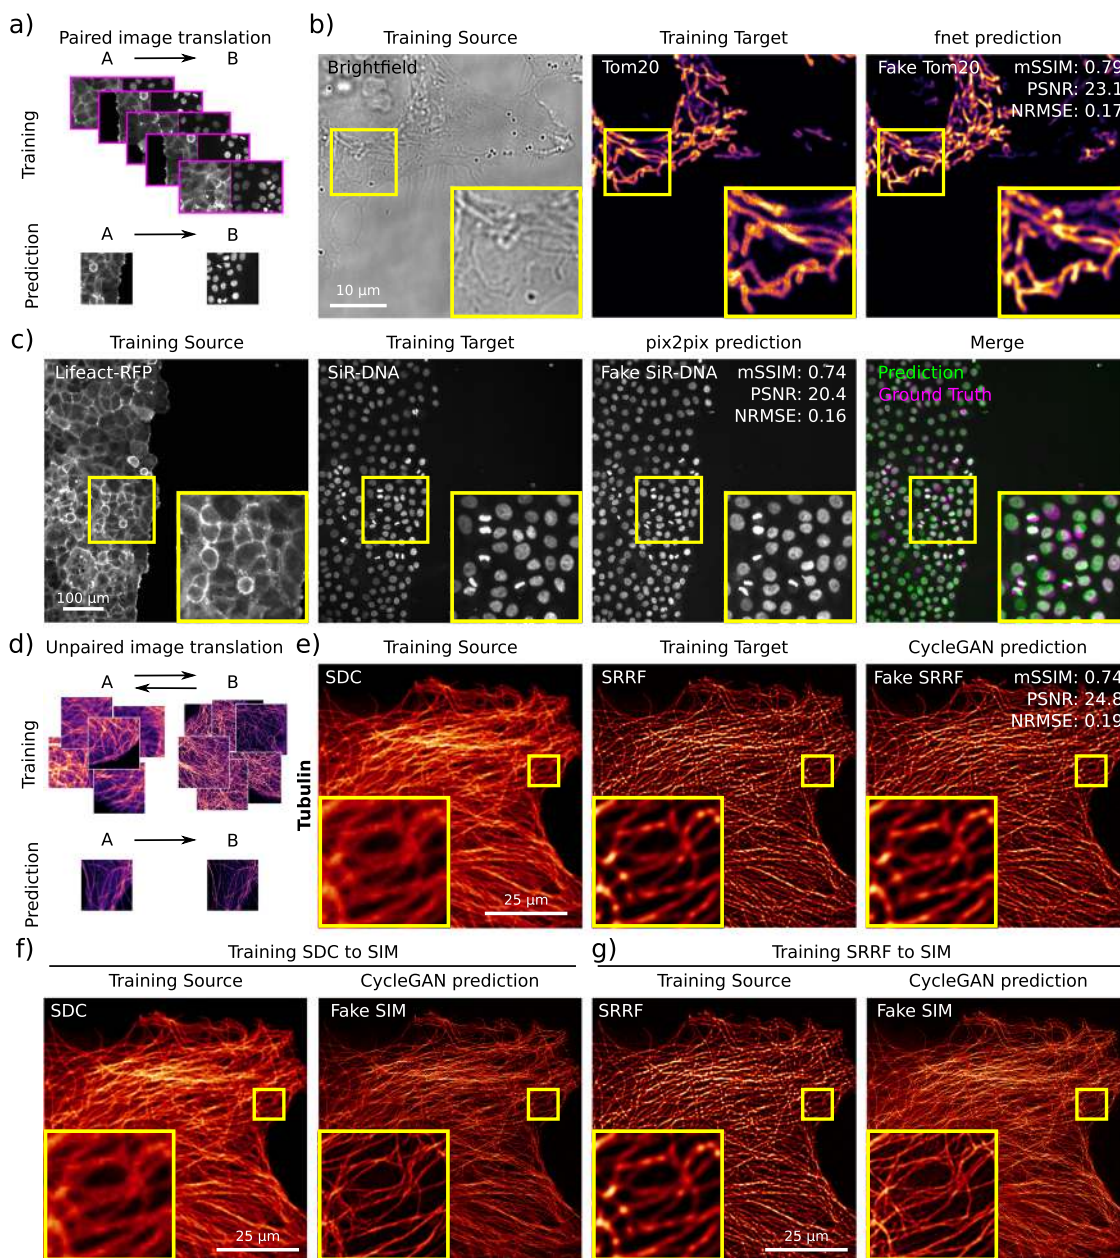 a)
Paired image translation
A B
Training
A B
Prediction
b)
Training Source
Training Target
fnet prediction
Brightfield
10 µm
Tom20
Fake Tom20
mSSIM: 0.79
PSNR: 23.1
NRMSE: 0.17
c)
Training Source
Training Target
pix2pix prediction
Merge
Lifeact-RFP
100 µm
SiR-DNA
Fake SiR-DNA
mSSIM: 0.74
PSNR: 20.4
NRMSE: 0.16
Prediction
Ground Truth
d)
Unpaired image translation
A B
Training
A B
Prediction
e)
Training Source
Training Target
CycleGAN prediction
Tubulin
SDC
25 µm
SRRF
Fake SRRF
mSSIM: 0.74
PSNR: 24.8
NRMSE: 0.19
f)
Training SDC to SIM
Training Source
CycleGAN prediction
SDC
25 µm
Fake SIM
g)
Training SRRF to SIM
Training Source
CycleGAN prediction
SRRF
25 µm
Fake SIM